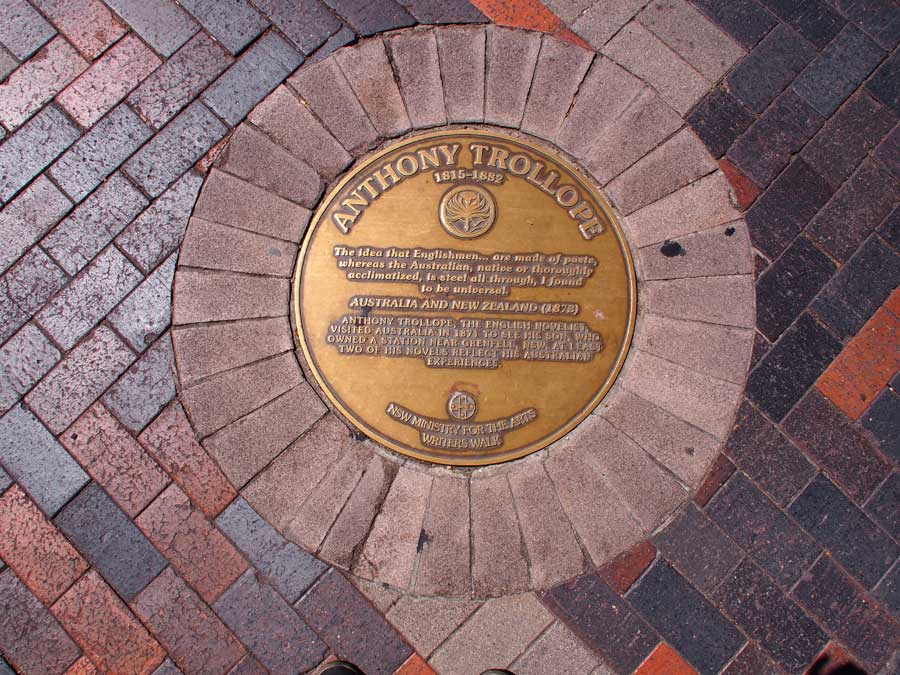 ANTHONY TROLLOPE
1815-1882
The idea that Englishmen... are made of paste,
whereas the Australian, native or thoroughly
acclimatized, is steel all through, I found
to be universal.
AUSTRALIA AND NEW ZEALAND (1873)
ANTHONY TROLLOPE, THE ENGLISH NOVELIST,
VISITED AUSTRALIA IN 1871 TO SEE HIS SON, WHO
OWNED A STATION NEAR GRENFELL, NSW. AT LEAST
TWO OF HIS NOVELS REFLECT HIS AUSTRALIAN
EXPERIENCES.
NSW MINISTRY FOR THE ARTS
WRITERS WALK